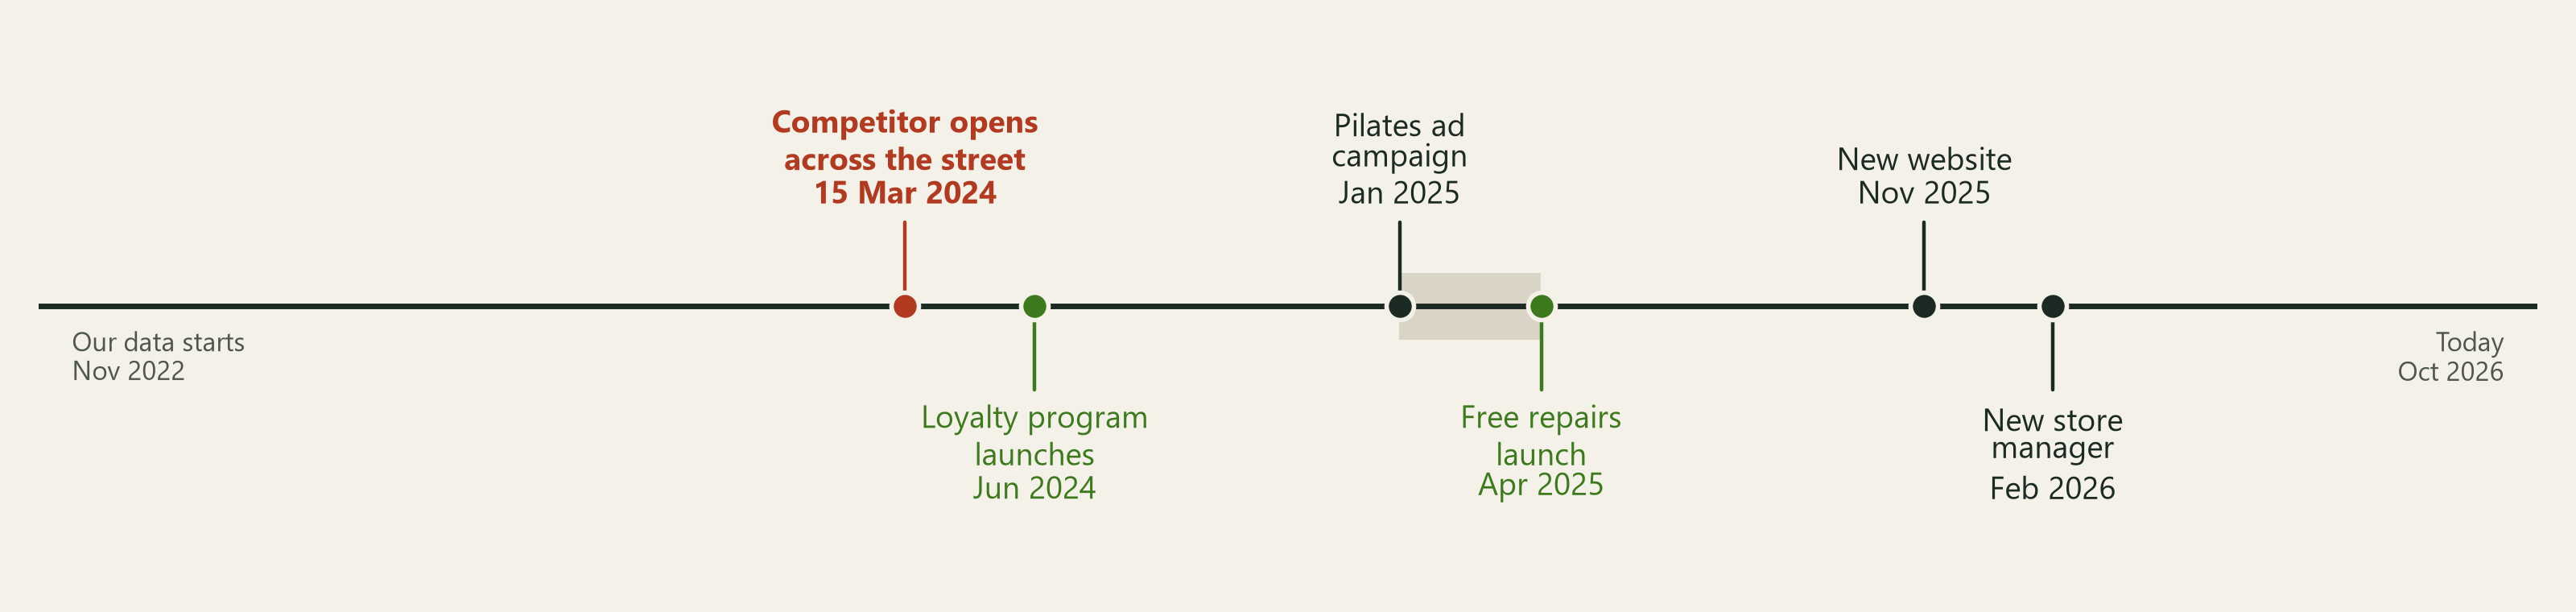 Our data starts
Nov 2022
Competitor opens
across the street
15 Mar 2024
Loyalty program
launches
Jun 2024
Pilates ad
campaign
Jan 2025
Free repairs
launch
Apr 2025
New website
Nov 2025
New store
manager
Feb 2026
Today
Oct 2026